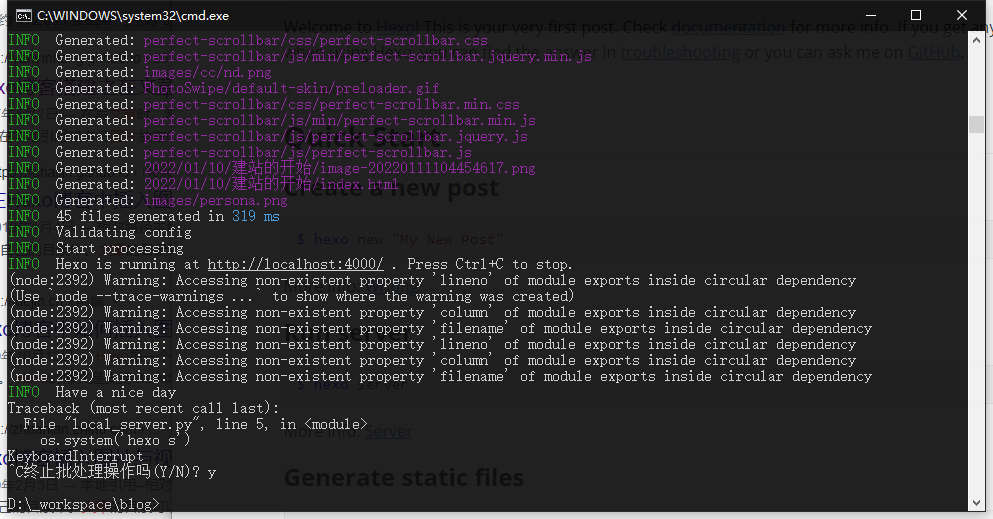 C:\WINDOWS\system32\cmd.exe
Welcome to Hexo! This is your very first post. Check documentation for more info. If you get any
the answer in troubleshooting or you can ask me on GitHub.
INFO  Generated: perfect-scrollbar/css/perfect-scrollbar.css
INFO  Generated: perfect-scrollbar/js/min/perfect-scrollbar.jquery.min.js
INFO  Generated: images/cc/nd.png
INFO  Generated: PhotoSwipe/default-skin/preloader.gif
INFO  Generated: perfect-scrollbar/css/perfect-scrollbar.min.css
INFO  Generated: perfect-scrollbar/js/min/perfect-scrollbar.min.js
INFO  Generated: perfect-scrollbar/js/perfect-scrollbar.jquery.js
Quick Start
INFO  Generated: perfect-scrollbar/js/perfect-scrollbar.js
INFO  Generated: 2022/01/10/建站的开始/image-20220111104454617.png
INFO  Generated: 2022/01/10/建站的开始/index.html
Create a new post
INFO  Generated: images/persona.png
INFO  45 files generated in 319 ms
INFO  Validating config
$ hexo new "My New Post"
INFO  Start processing
INFO  Hexo is running at http://localhost:4000/ . Press Ctrl+C to stop.
(node:2392) Warning: Accessing non-existent property 'lineno' of module exports inside circular dependency
(Use `node --trace-warnings ...` to show where the warning was created)
(node:2392) Warning: Accessing non-existent property 'column' of module exports inside circular dependency
(node:2392) Warning: Accessing non-existent property 'filename' of module exports inside circular dependency
(node:2392) Warning: Accessing non-existent property 'lineno' of module exports inside circular dependency
(node:2392) Warning: Accessing non-existent property 'column' of module exports inside circular dependency
(node:2392) Warning: Accessing non-existent property 'filename' of module exports inside circular dependency
$ hexo server
INFO  Have a nice day
Traceback (most recent call last):
  File "local_server.py", line 5, in <module>
More info: Server
    os.system('hexo s')
KeyboardInterrupt
^C终止批处理操作吗(Y/N)? y
Generate static files
D:\_workspace\blog>